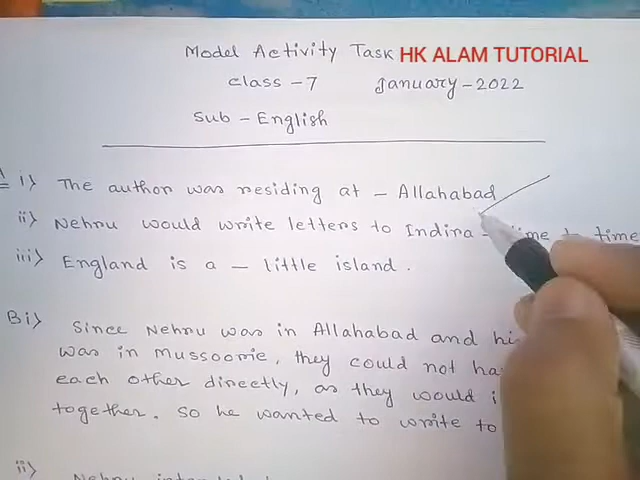 Model Activity Task HK ALAM TUTORIAL
Class - 7 January - 2022
Sub - English
i) The author was residing at - Allahabad
ii) Nehru would write letters to Indira - time to time
iii) England is a - little island.
B i) Since Nehru was in Allahabad and
was in Mussoorie, they could not
each other directly, as they would
together. So he wanted to write to
ii) Nehru